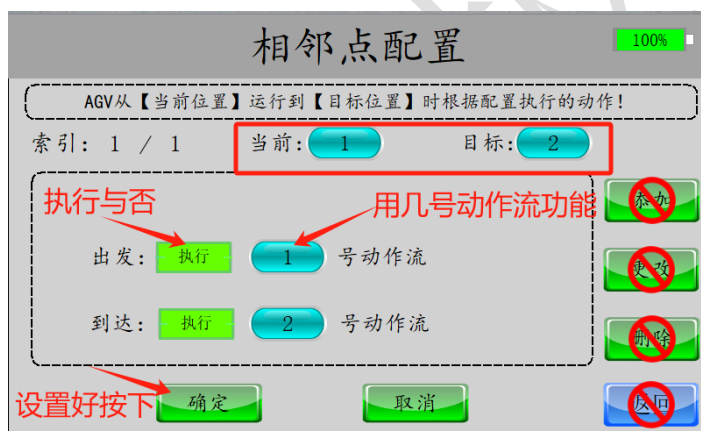 相邻点配置
100%
AGV从【当前位置】运行到【目标位置】时根据配置执行的动作!
索引: 1 / 1 当前: 1 目标: 2
执行与否 用几号动作流功能 添加
出发: 执行 1 号动作流
更改
到达: 执行 2 号动作流
删除
设置好按下 确定 取消 返回